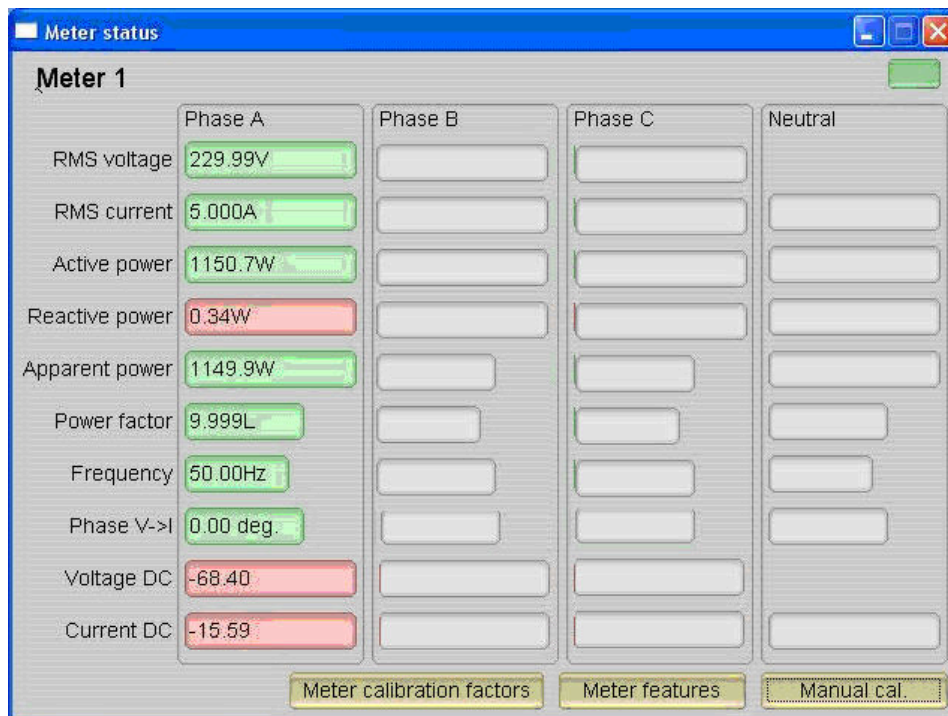 Meter status
Meter 1
Phase A Phase B Phase C Neutral
RMS voltage 229.99V
RMS current 5.000A
Active power 1150.7W
Reactive power 0.34W
Apparent power 1149.9W
Power factor 9.999L
Frequency 50.00Hz
Phase V->I 0.00 deg.
Voltage DC -68.40
Current DC -15.59
Meter calibration factors Meter features Manual cal.